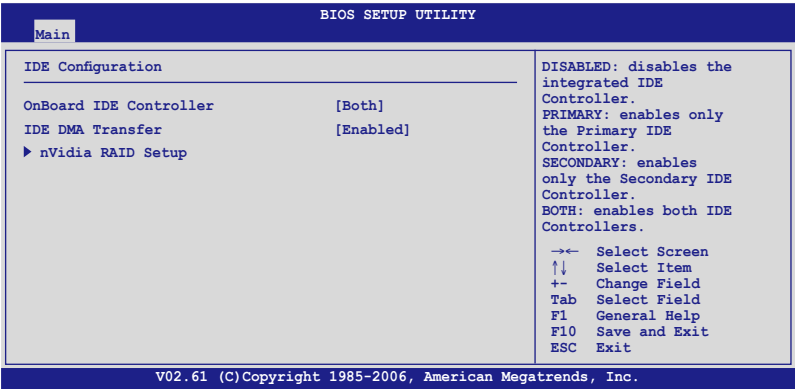 BIOS SETUP UTILITY
Main
IDE Configuration
OnBoard IDE Controller [Both]
IDE DMA Transfer [Enabled]
nVidia RAID Setup
DISABLED: disables the
integrated IDE
Controller.
PRIMARY: enables only
the Primary IDE
Controller.
SECONDARY: enables
only the Secondary IDE
Controller.
BOTH: enables both IDE
Controllers.
→← Select Screen
↑↓ Select Item
+- Change Field
Tab Select Field
F1 General Help
F10 Save and Exit
ESC Exit
V02.61 (C)Copyright 1985-2006, American Megatrends, Inc.